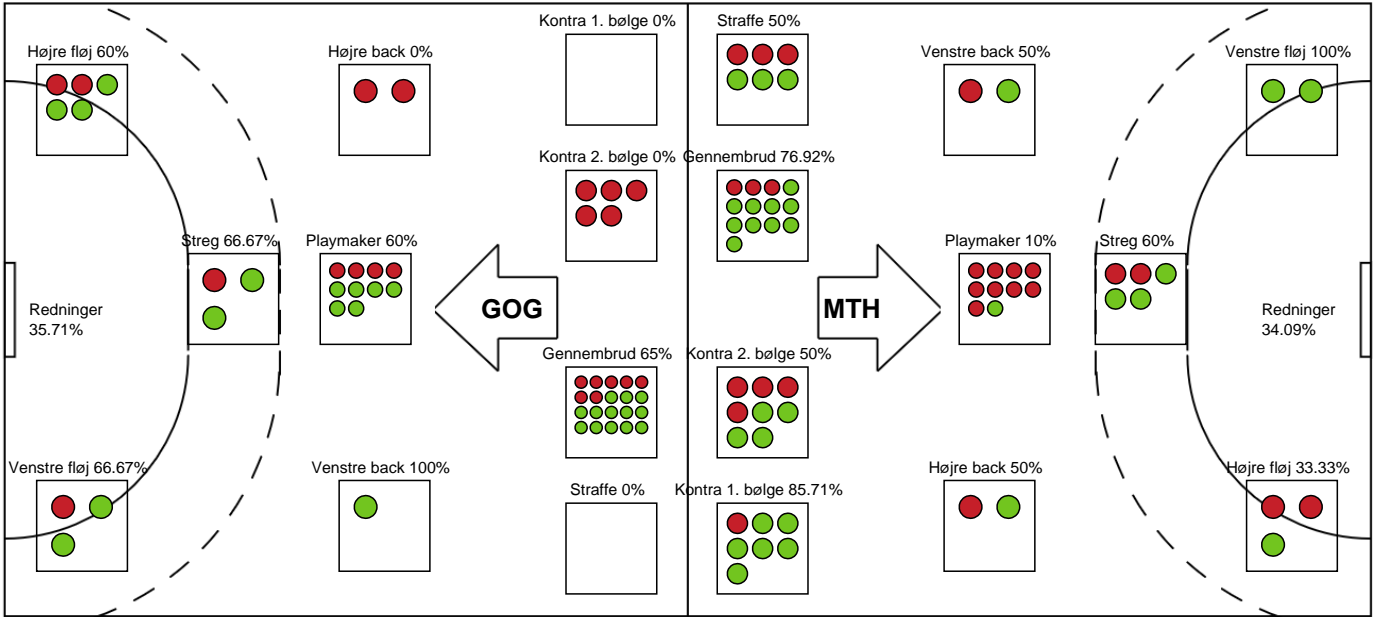 Kontra 1. bølge 0%
Straffe 50%
Højre fløj 60%
Højre back 0%
Venstre back 50%
Venstre fløj 100%
Kontra 2. bølge 0%
Gennembrud 76.92%
Streg 66.67%
Playmaker 60%
Playmaker 10%
Streg 60%
Redninger
35.71%
GOG
MTH
Redninger
34.09%
Gennembrud 65%
Kontra 2. bølge 50%
Venstre fløj 66.67%
Venstre back 100%
Straffe 0%
Kontra 1. bølge 85.71%
Højre back 50%
Højre fløj 33.33%